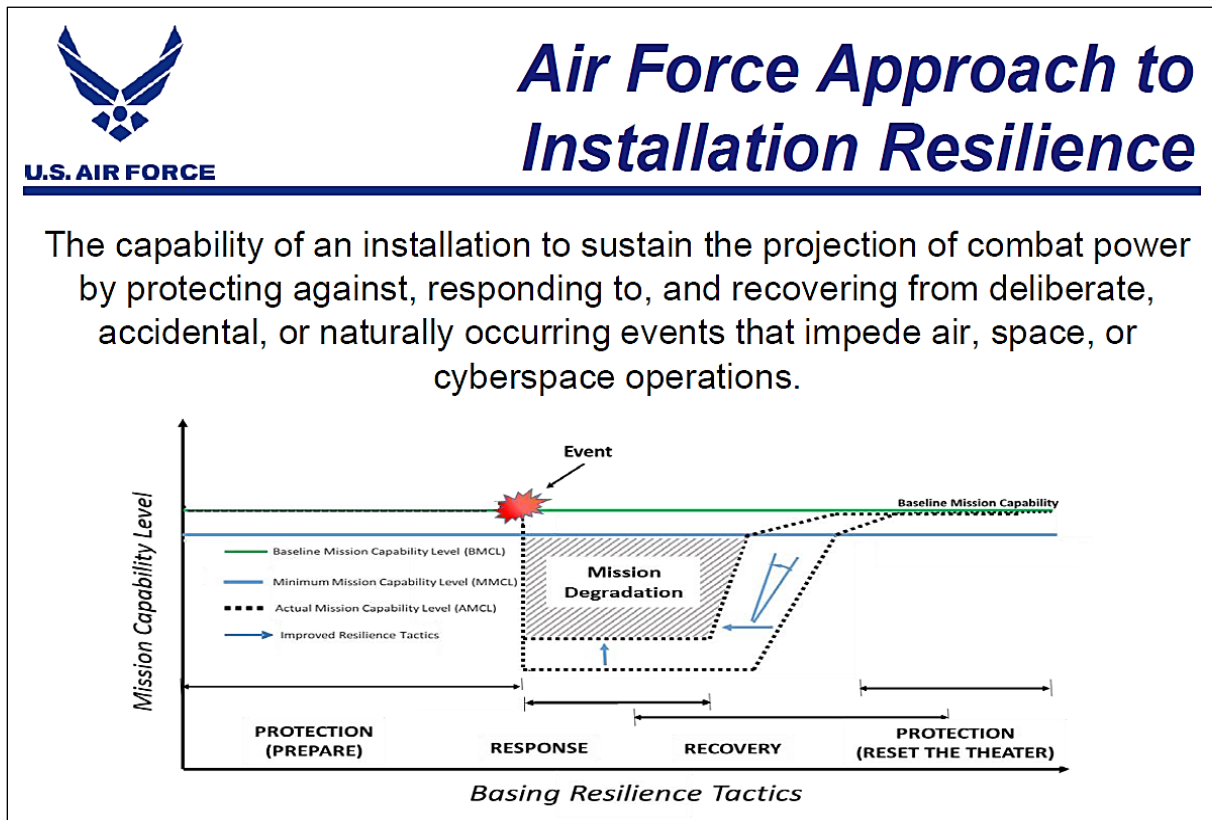 U.S. AIR FORCE
Air Force Approach to
Installation Resilience
The capability of an installation to sustain the projection of combat power
by protecting against, responding to, and recovering from deliberate,
accidental, or naturally occurring events that impede air, space, or
cyberspace operations.
Mission Capability Level
Event
Baseline Mission Capability
Baseline Mission Capability Level (BMCL)
Minimum Mission Capability Level (MMCL)
Actual Mission Capability Level (AMCL)
Improved Resilience Tactics
Mission
Degradation
PROTECTION
(PREPARE)
RESPONSE
RECOVERY
PROTECTION
(RESET THE THEATER)
Basing Resilience Tactics